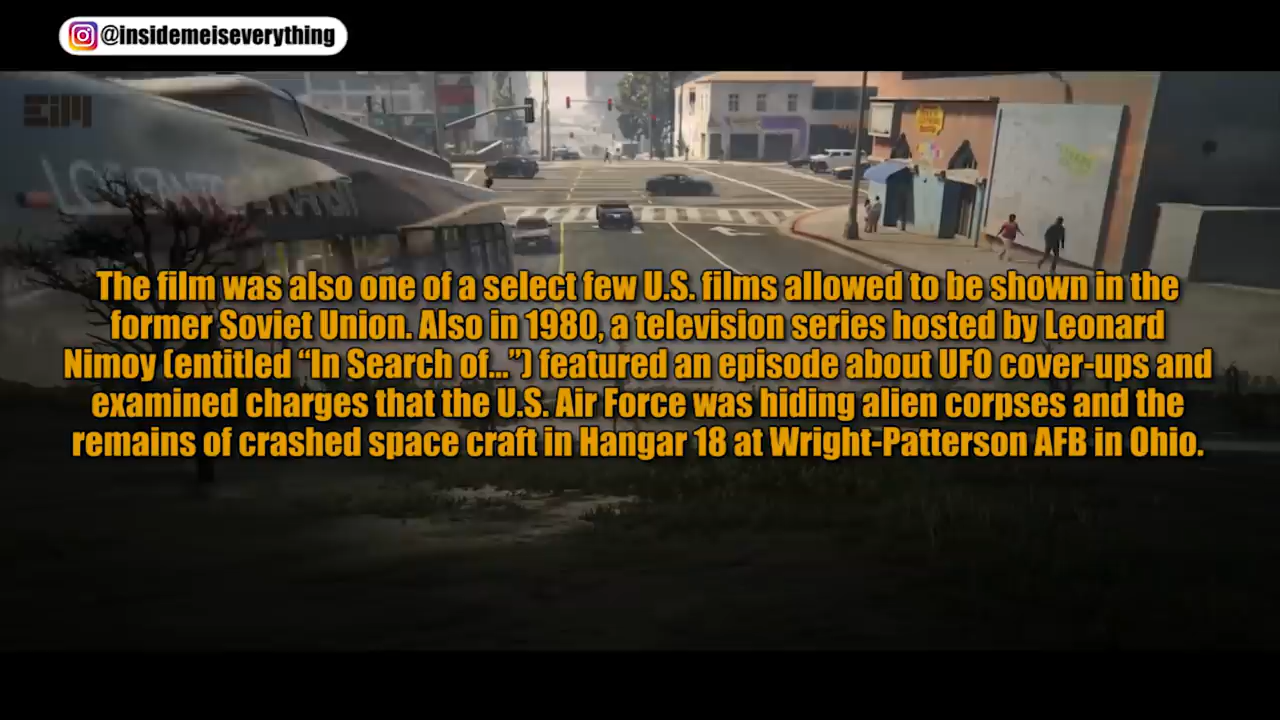 @insidemeiseverything
EiM
The film was also one of a select few U.S. films allowed to be shown in the
former Soviet Union. Also in 1980, a television series hosted by Leonard
Nimoy (entitled “In Search of...”) featured an episode about UFO cover-ups and
examined charges that the U.S. Air Force was hiding alien corpses and the
remains of crashed space craft in Hangar 18 at Wright-Patterson AFB in Ohio.